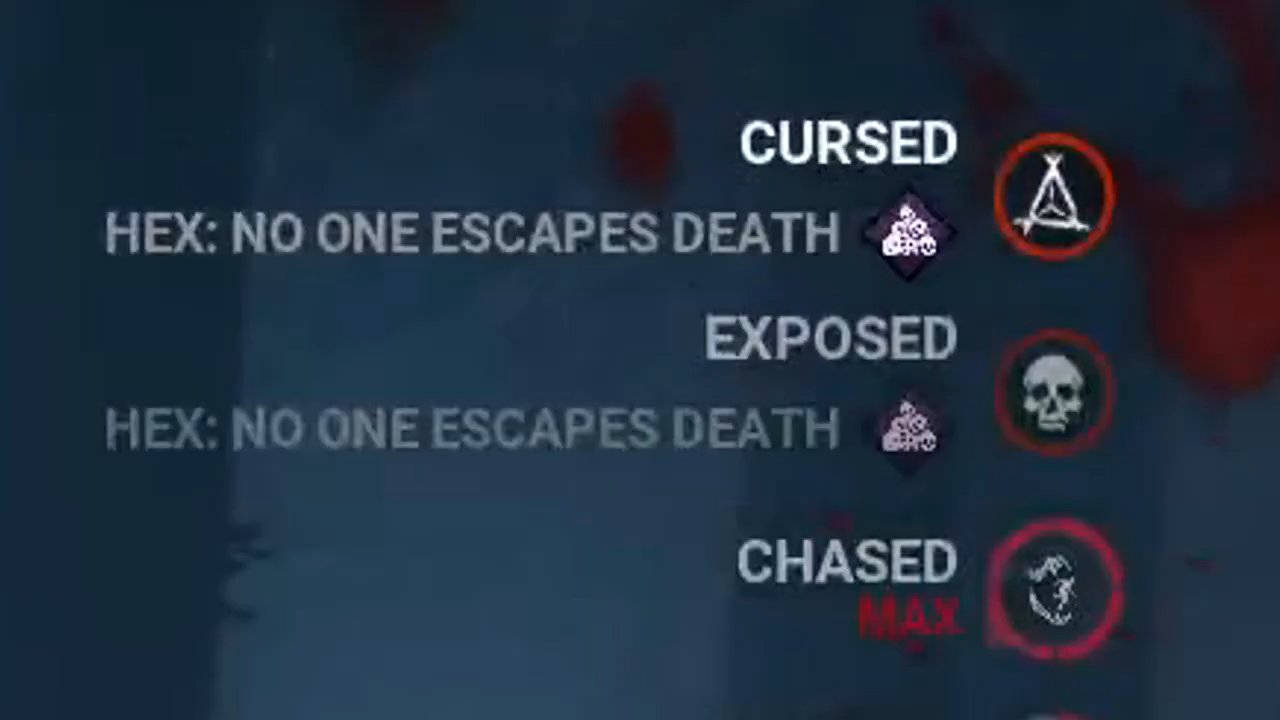 CURSED
HEX: NO ONE ESCAPES DEATH
EXPOSED
HEX: NO ONE ESCAPES DEATH
CHASED
MAX